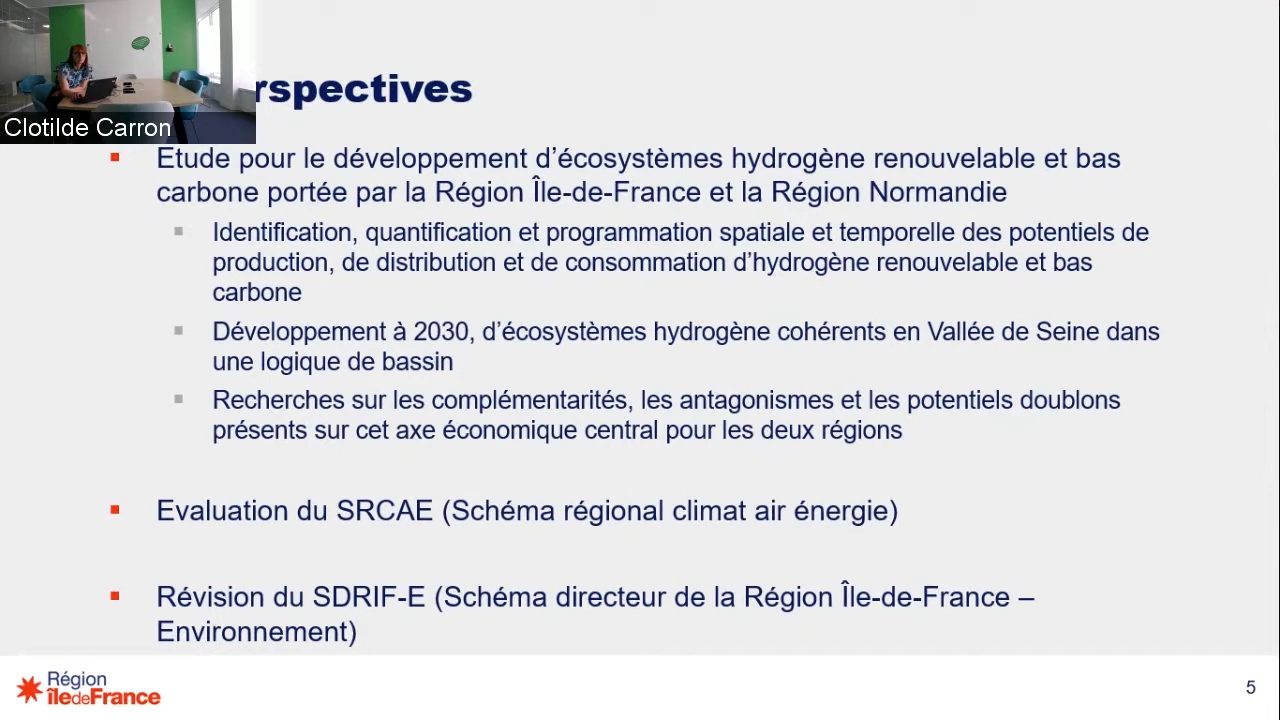 rspectives
Clotilde Carron
Etude pour le développement d’écosystèmes hydrogène renouvelable et bas
carbone portée par la Région Île-de-France et la Région Normandie
Identification, quantification et programmation spatiale et temporelle des potentiels de
production, de distribution et de consommation d’hydrogène renouvelable et bas
carbone
Développement à 2030, d’écosystèmes hydrogène cohérents en Vallée de Seine dans
une logique de bassin
Recherches sur les complémentarités, les antagonismes et les potentiels doublons
présents sur cet axe économique central pour les deux régions
Evaluation du SRCAE (Schéma régional climat air énergie)
Révision du SDRIF-E (Schéma directeur de la Région Île-de-France –
Environnement)
Région
îledeFrance
5